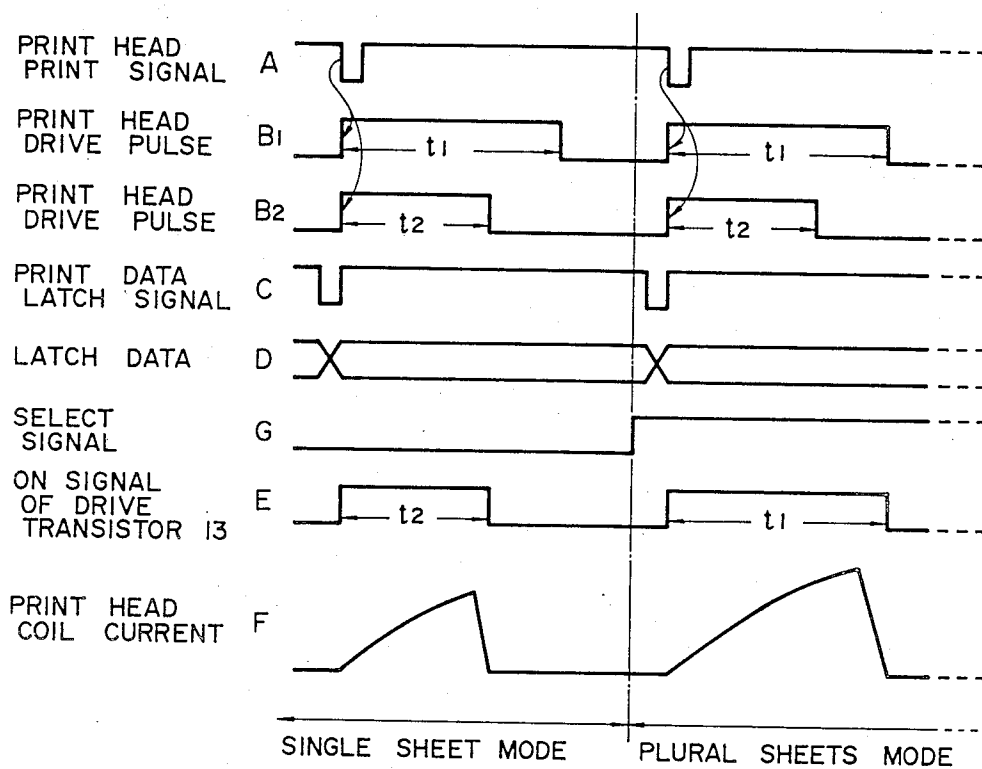 PRINT HEAD
PRINT SIGNAL A
PRINT HEAD
DRIVE PULSE B1
t1 t1
PRINT HEAD
DRIVE PULSE B2
t2 t2
PRINT DATA
LATCH SIGNAL C
LATCH DATA D
SELECT
SIGNAL G
ON SIGNAL
OF DRIVE
TRANSISTOR 13 E
t2 t1
PRINT HEAD
COIL CURRENT F
SINGLE SHEET MODE PLURAL SHEETS MODE